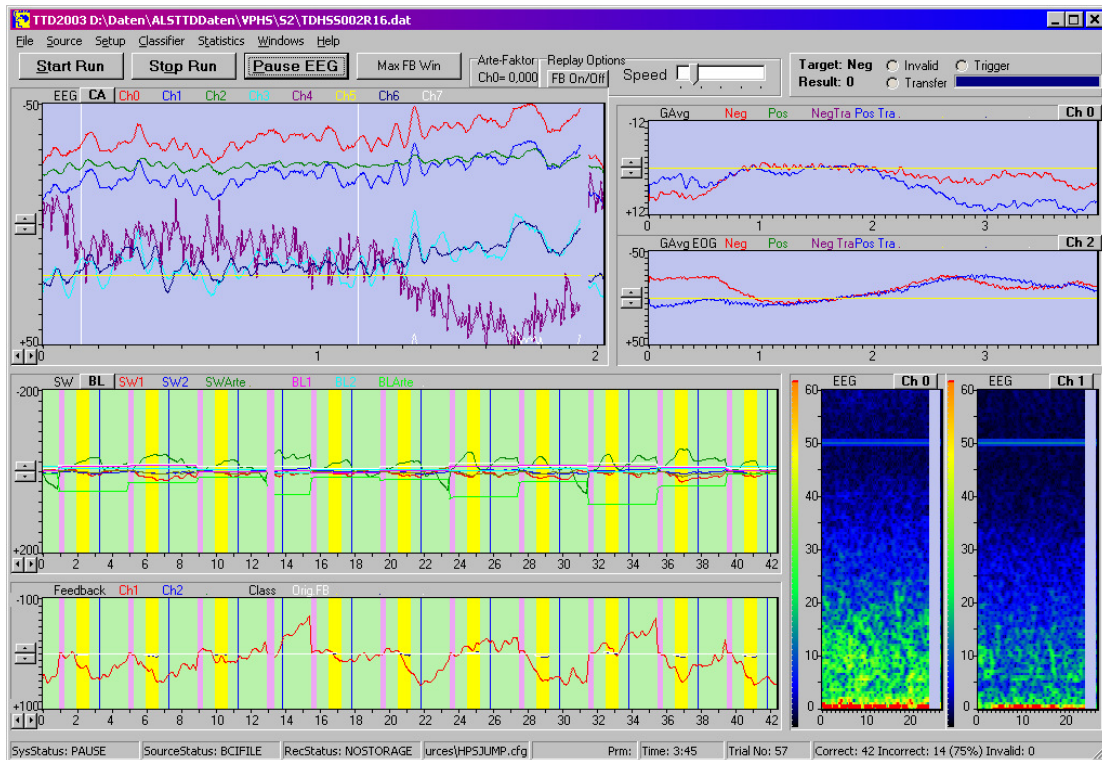 TTD2003 D:\Daten\ALSTTDDaten\VPHS\S2\TDHSS002R16.dat
File Source Setup Classifier Statistics Windows Help
Start Run Stop Run Pause EEG Max FB Win
Arte-Faktor Replay Options
Ch0= 0,000 FB On/Off Speed
Target: Neg Invalid Trigger
Result: 0 Transfer
EEG CA Ch0 Ch1 Ch2 Ch3 Ch4 Ch5 Ch6 Ch7
-50
+50
0 1 2
GAvg Neg Pos NegTra Pos Tra . . . Ch 0
-12
+12
0 1 2 3
GAvg EOG Neg Pos Neg Tra Pos Tra . . . Ch 2
-50
+50
0 1 2 3
SW BL SW1 SW2 SWArte . BL1 BL2 BLArte .
-200
+200
0 2 4 6 8 10 12 14 16 18 20 22 24 26 28 30 32 34 36 38 40 42
Feedback Ch1 Ch2 . Class Orig.FB . .
-100
+1000
0 2 4 6 8 10 12 14 16 18 20 22 24 26 28 30 32 34 36 38 40 42
EEG Ch 0
60
50
40
30
20
10
0
0 10 20
EEG Ch 1
60
50
40
30
20
10
0
0 10 20
SysStatus: PAUSE SourceStatus: BCIFILE RecStatus: NOSTORAGE urces\HPSJUMP.cfg Prm: Time: 3:45 Trial No: 57 Correct: 42 Incorrect: 14 (75%) Invalid: 0